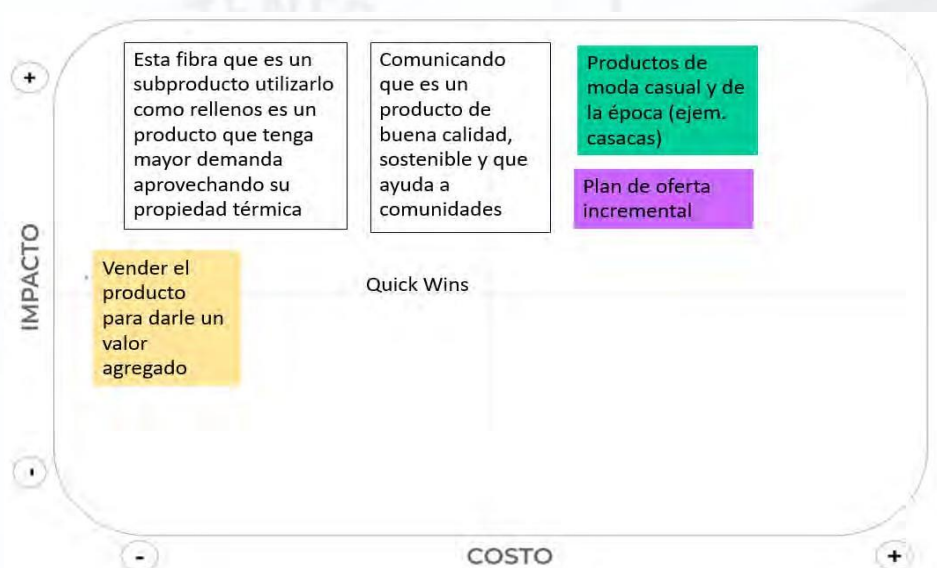 +
Esta fibra que es un
subproducto utilizarlo
como rellenos es un
producto que tenga
mayor demanda
aprovechando su
propiedad térmica
Comunicando
que es un
producto de
buena calidad,
sostenible y que
ayuda a
comunidades
Productos de
moda casual y de
la época (ejem.
casacas)
Plan de oferta
incremental
IMPACTO
Vender el
producto
para darle un
valor
agregado
Quick Wins
-
-
COSTO
+